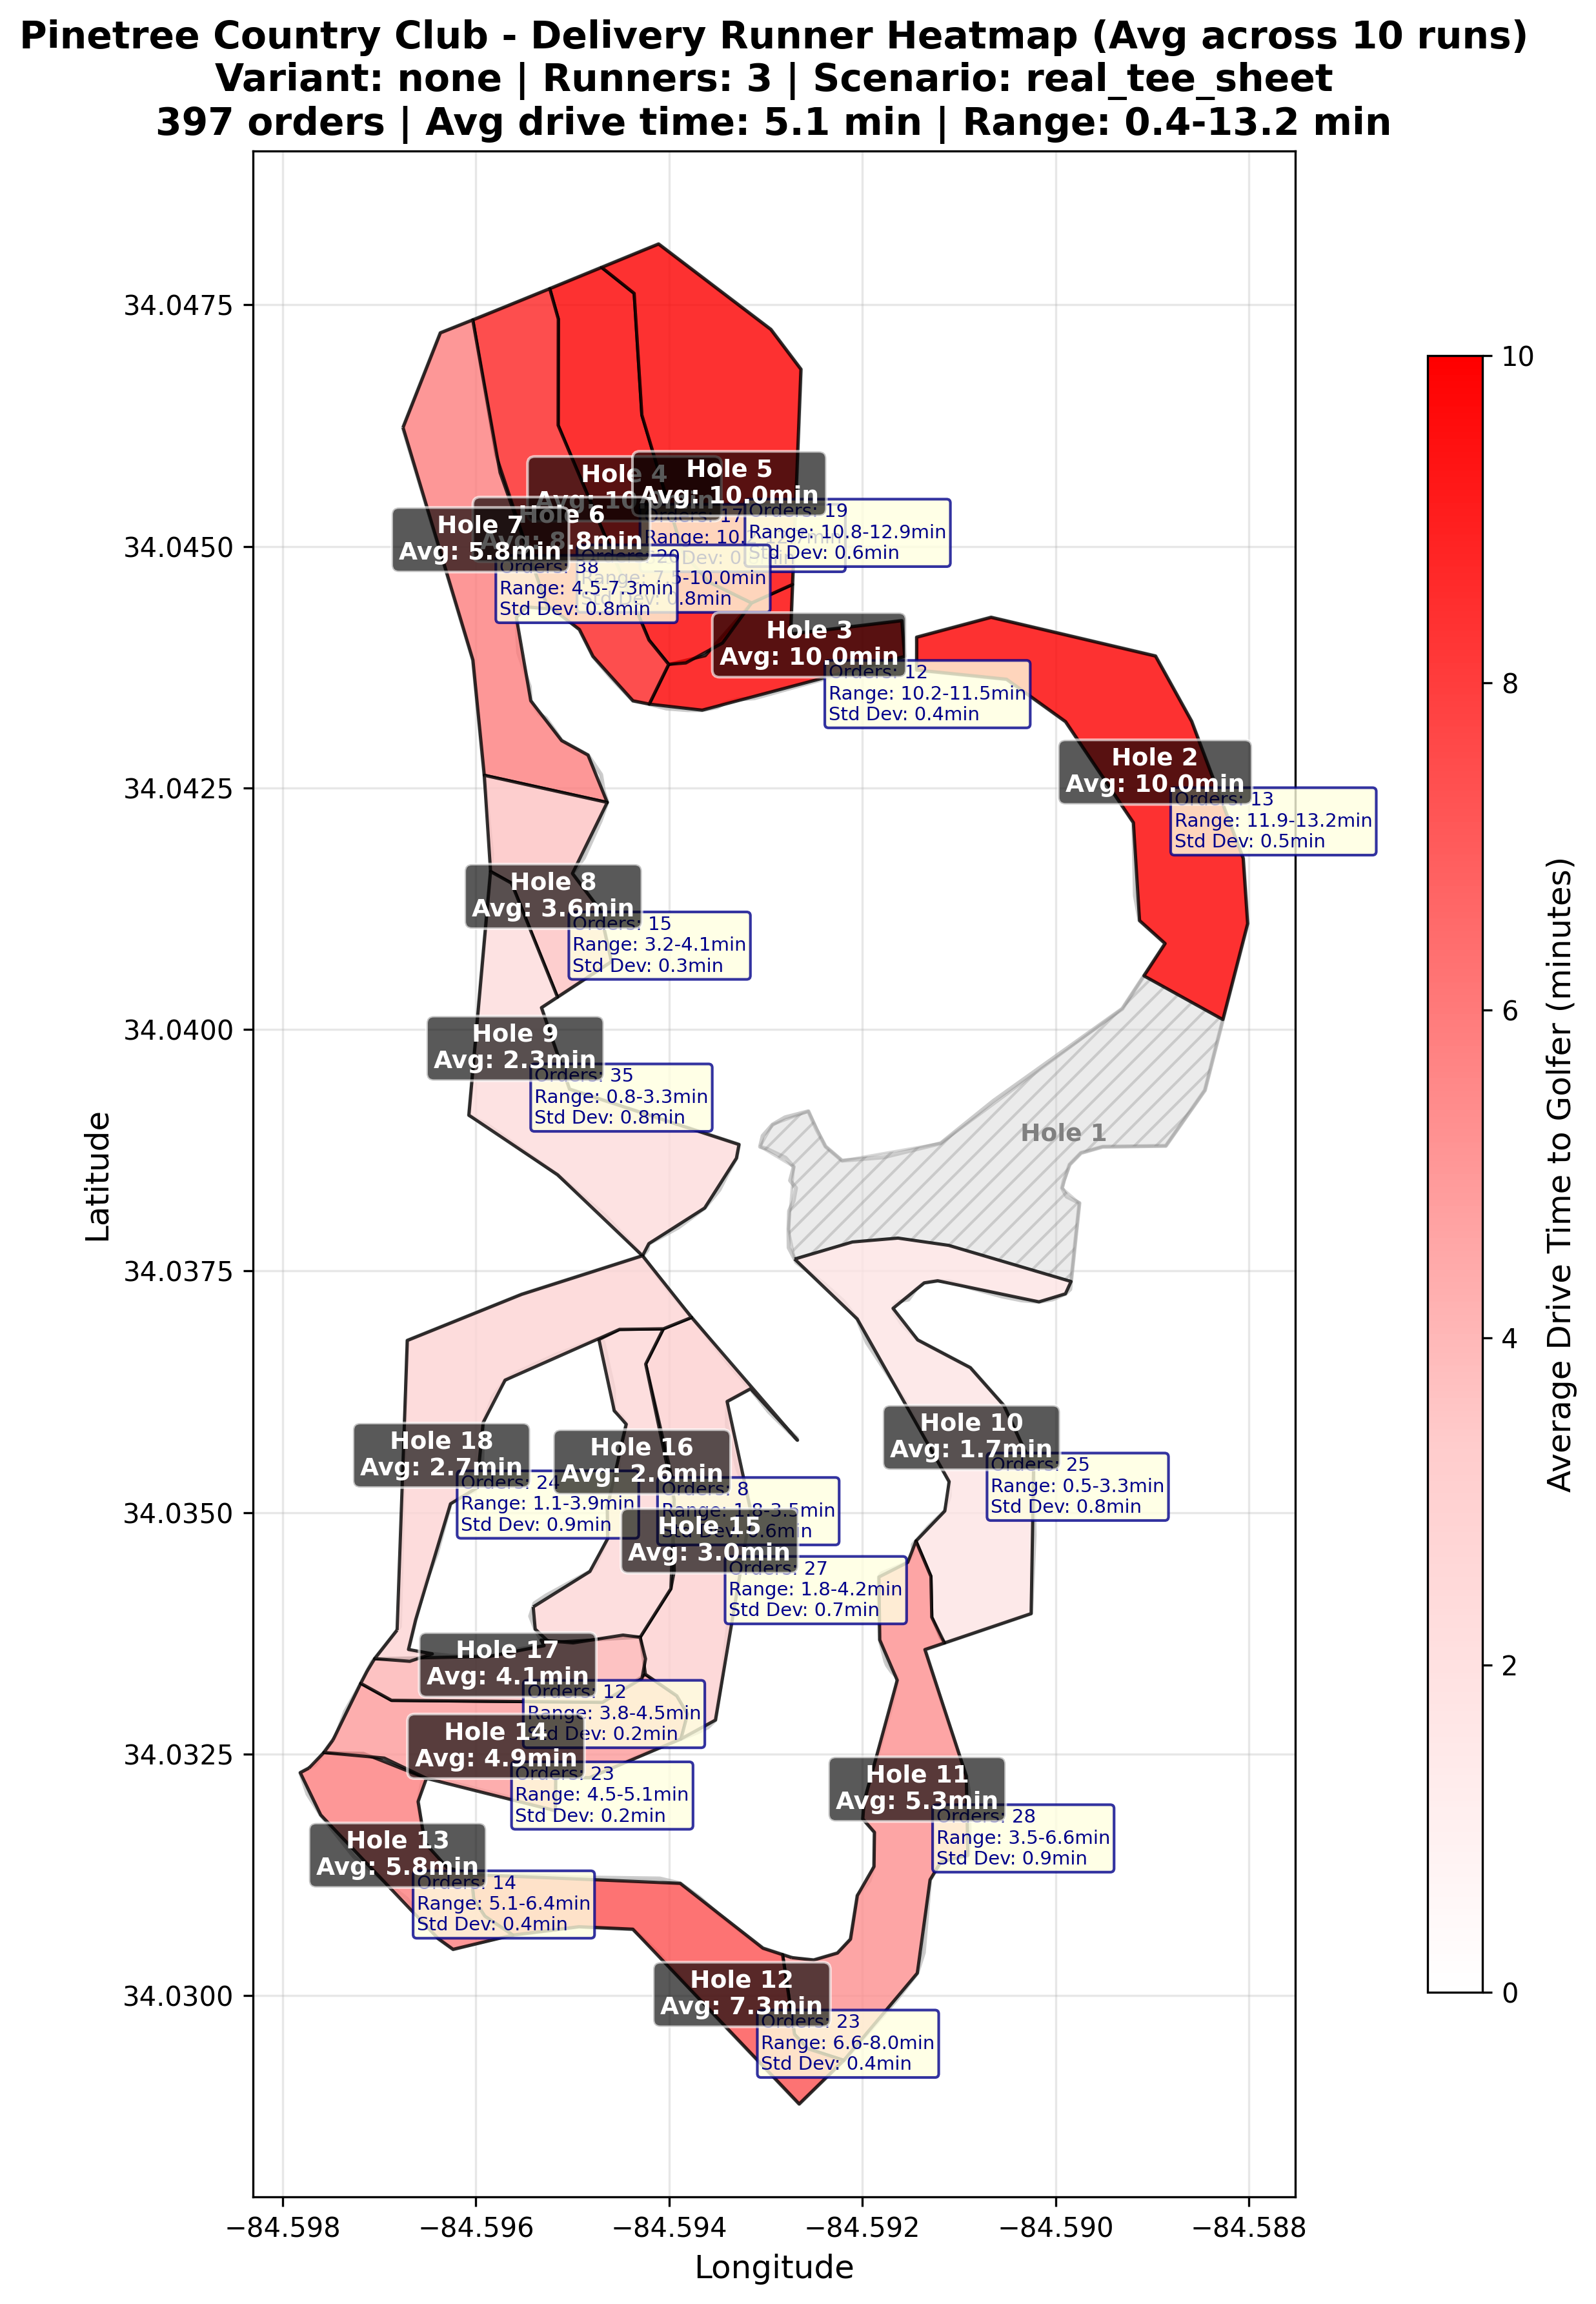 Pinetree Country Club - Delivery Runner Heatmap (Avg across 10 runs)
Variant: none | Runners: 3 | Scenario: real_tee_sheet
397 orders | Avg drive time: 5.1 min | Range: 0.4-13.2 min
34.0475
34.0450
34.0425
34.0400
34.0375
34.0350
34.0325
34.0300
Latitude
−84.598
−84.596
−84.594
−84.592
−84.590
−84.588
Longitude
Hole 4
Avg: 10
Hole 5
Avg: 10.0min
Orders: 19
Range: 10.8-12.9min
Std Dev: 0.6min
17
Range: 10.
Dev: 0.
Hole 6
8.8min
Orders: 20
Range: 7.5-10.0min
0.8min
Hole 7
Avg: 5.8min
Orders: 38
Range: 4.5-7.3min
Std Dev: 0.8min
Hole 3
Avg: 10.0min
Orders: 12
Range: 10.2-11.5min
Std Dev: 0.4min
Hole 2
Avg: 10.0min
Orders: 13
Range: 11.9-13.2min
Std Dev: 0.5min
Hole 8
Avg: 3.6min
Orders: 15
Range: 3.2-4.1min
Std Dev: 0.3min
Hole 9
Avg: 2.3min
Orders: 35
Range: 0.8-3.3min
Std Dev: 0.8min
Hole 1
Hole 10
Avg: 1.7min
Orders: 25
Range: 0.5-3.3min
Std Dev: 0.8min
Hole 18
Avg: 2.7min
Orders: 24
Range: 1.1-3.9min
Std Dev: 0.9min
Hole 16
Avg: 2.6min
Orders: 8
Range: 1.8-3.5min
Std Dev: 0.6min
Hole 15
Avg: 3.0min
Orders: 27
Range: 1.8-4.2min
Std Dev: 0.7min
Hole 17
Avg: 4.1min
Orders: 12
Range: 3.8-4.5min
Std Dev: 0.2min
Hole 14
Avg: 4.9min
Orders: 23
Range: 4.5-5.1min
Std Dev: 0.2min
Hole 11
Avg: 5.3min
Orders: 28
Range: 3.5-6.6min
Std Dev: 0.9min
Hole 13
Avg: 5.8min
Orders: 14
Range: 5.1-6.4min
Std Dev: 0.4min
Hole 12
Avg: 7.3min
Orders: 23
Range: 6.6-8.0min
Std Dev: 0.4min
10
8
6
4
2
0
Average Drive Time to Golfer (minutes)